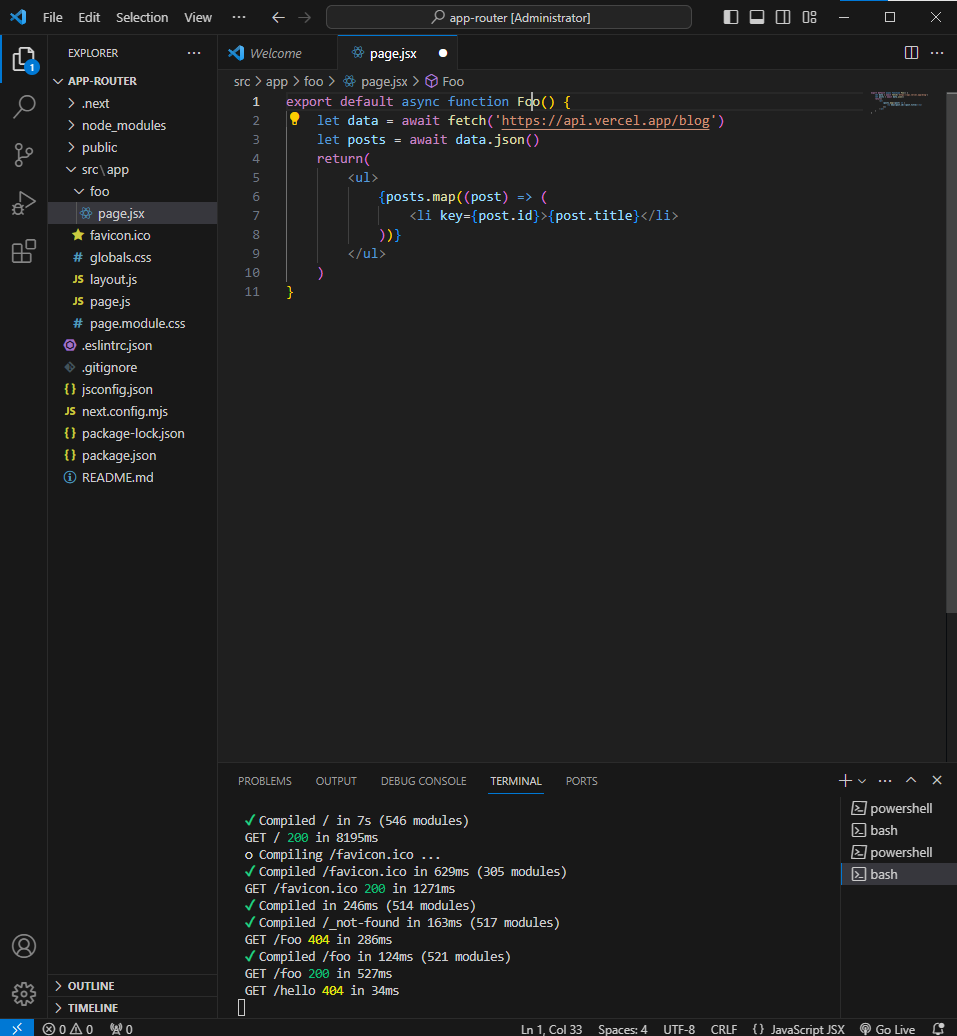 File Edit Selection View ··· app-router [Administrator]
EXPLORER ···
Welcome
page.jsx
APP-ROUTER
.next
node_modules
public
src\app
foo
page.jsx
favicon.ico
# globals.css
JS layout.js
JS page.js
# page.module.css
.eslintrc.json
.gitignore
{} jsconfig.json
JS next.config.mjs
{} package-lock.json
{} package.json
README.md
OUTLINE
TIMELINE
1
src > app > foo > page.jsx > Foo
1 export default async function Foo() {
2 let data = await fetch('https://api.vercel.app/blog')
3 let posts = await data.json()
4 return(
5 <ul>
6 {posts.map((post) => (
7 <li key={post.id}>{post.title}</li>
8 ))}
9 </ul>
10 )
11 }
PROBLEMS OUTPUT DEBUG CONSOLE TERMINAL PORTS
✓ Compiled / in 7s (546 modules)
GET / 200 in 8195ms
○ Compiling /favicon.ico ...
✓ Compiled /favicon.ico in 629ms (305 modules)
GET /favicon.ico 200 in 1271ms
✓ Compiled in 246ms (514 modules)
✓ Compiled /_not-found in 163ms (517 modules)
GET /Foo 404 in 286ms
✓ Compiled /foo in 124ms (521 modules)
GET /foo 200 in 527ms
GET /hello 404 in 34ms
powershell
bash
powershell
bash
0 0 0 Ln 1, Col 33 Spaces: 4 UTF-8 CRLF {} JavaScript JSX Go Live